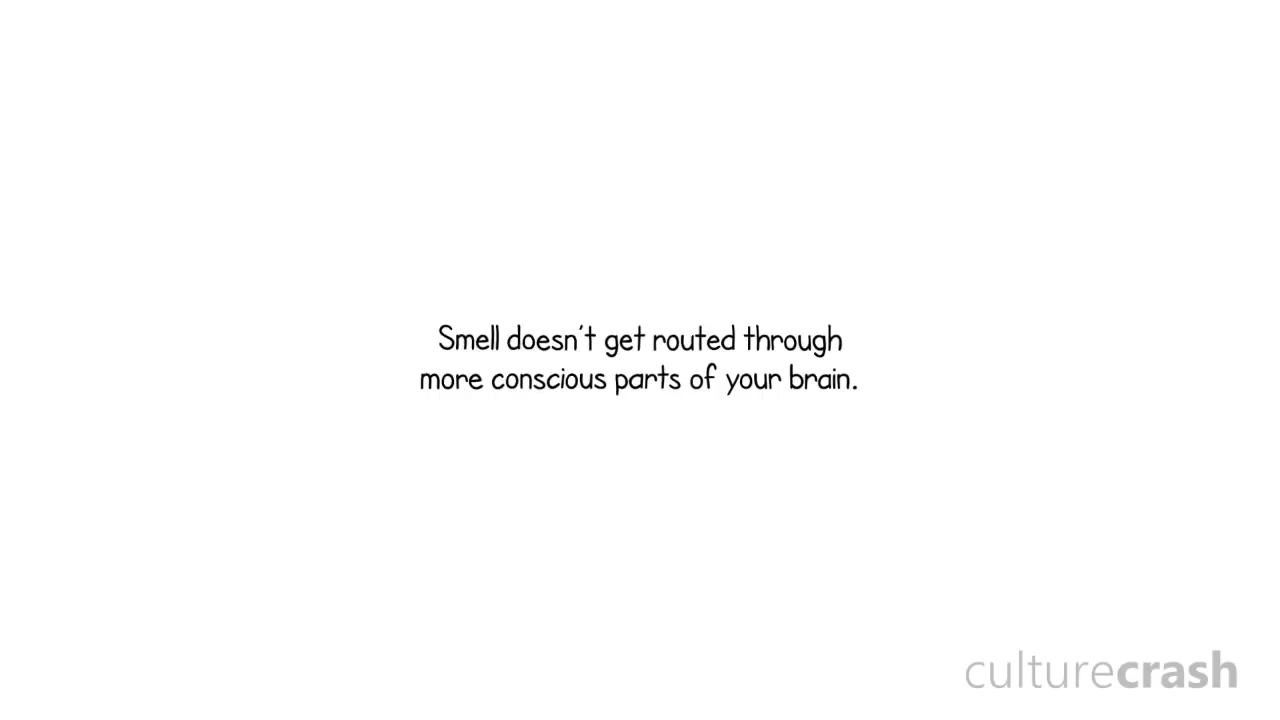 Smell doesn't get routed through
more conscious parts of your brain.
culturecrash